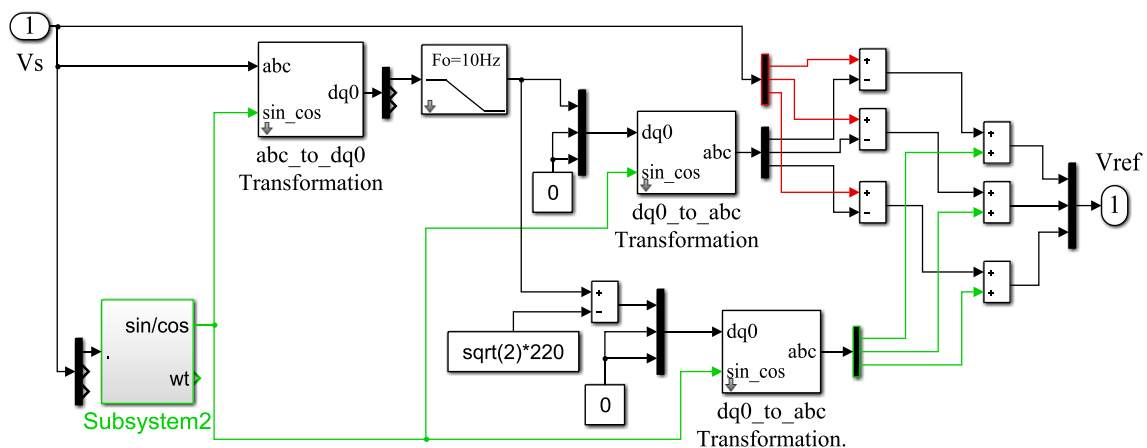 1
Vs
abc
dq0
sin_cos
abc_to_dq0
Transformation
Fo=10Hz
0
dq0
abc
sin_cos
dq0_to_abc
Transformation
+
-
+
-
+
-
+
+
+
+
+
+
Vref
1
sin/cos
.
wt
Subsystem2
+
-
sqrt(2)*220
0
dq0
abc
sin_cos
dq0_to_abc
Transformation.